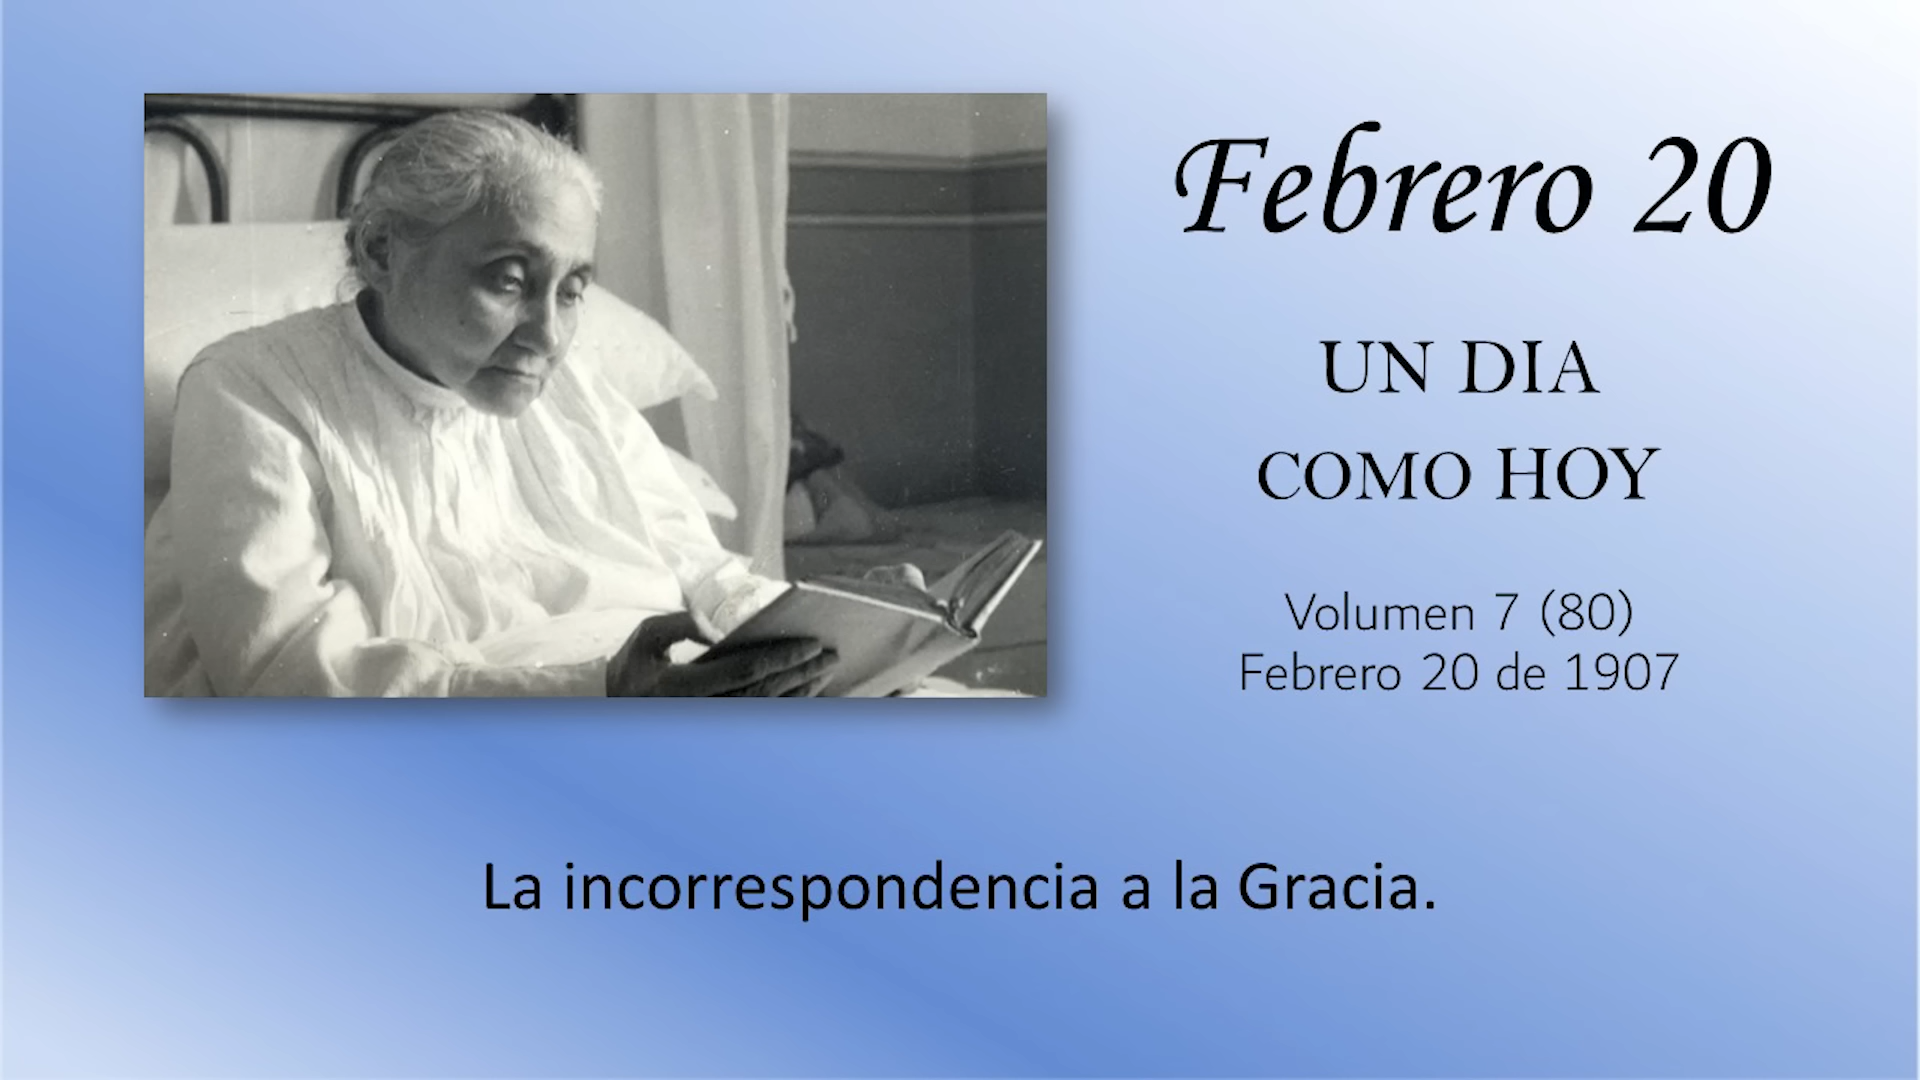 Febrero 20
UN DIA
COMO HOY
Volumen 7 (80)
Febrero 20 de 1907
La incorrespondencia a la Gracia.